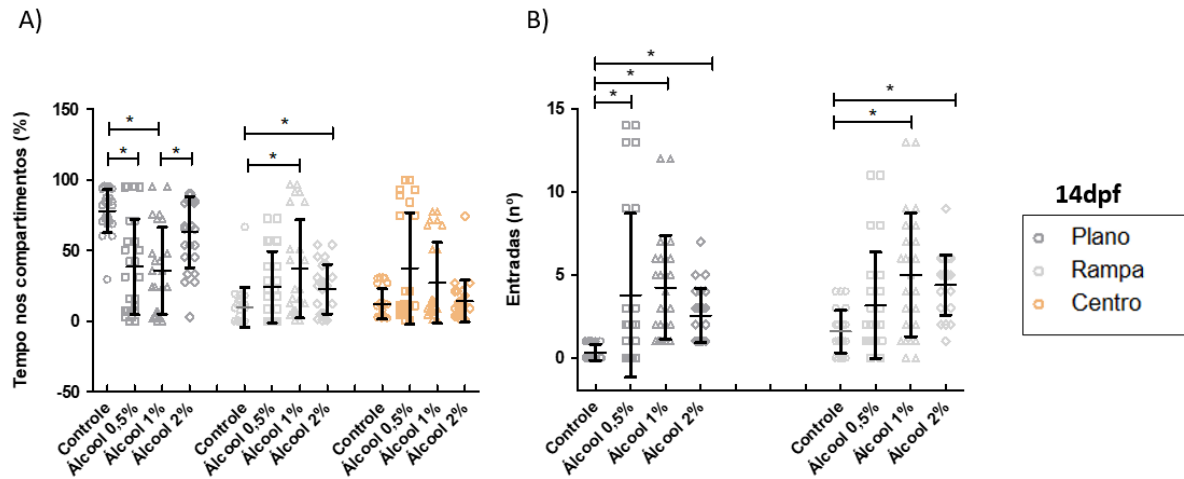 A)
Tempo nos compartimentos (%)
150
100
50
0
-50
* * *
* *
Controle
Álcool 0,5%
Álcool 1%
Álcool 2%
Controle
Álcool 0,5%
Álcool 1%
Álcool 2%
Controle
Álcool 0,5%
Álcool 1%
Álcool 2%
B)
Entradas (nº)
15
10
5
0
*
*
*
*
*
Controle
Álcool 0,5%
Álcool 1%
Álcool 2%
Controle
Álcool 0,5%
Álcool 1%
Álcool 2%
14dpf
Plano
Rampa
Centro